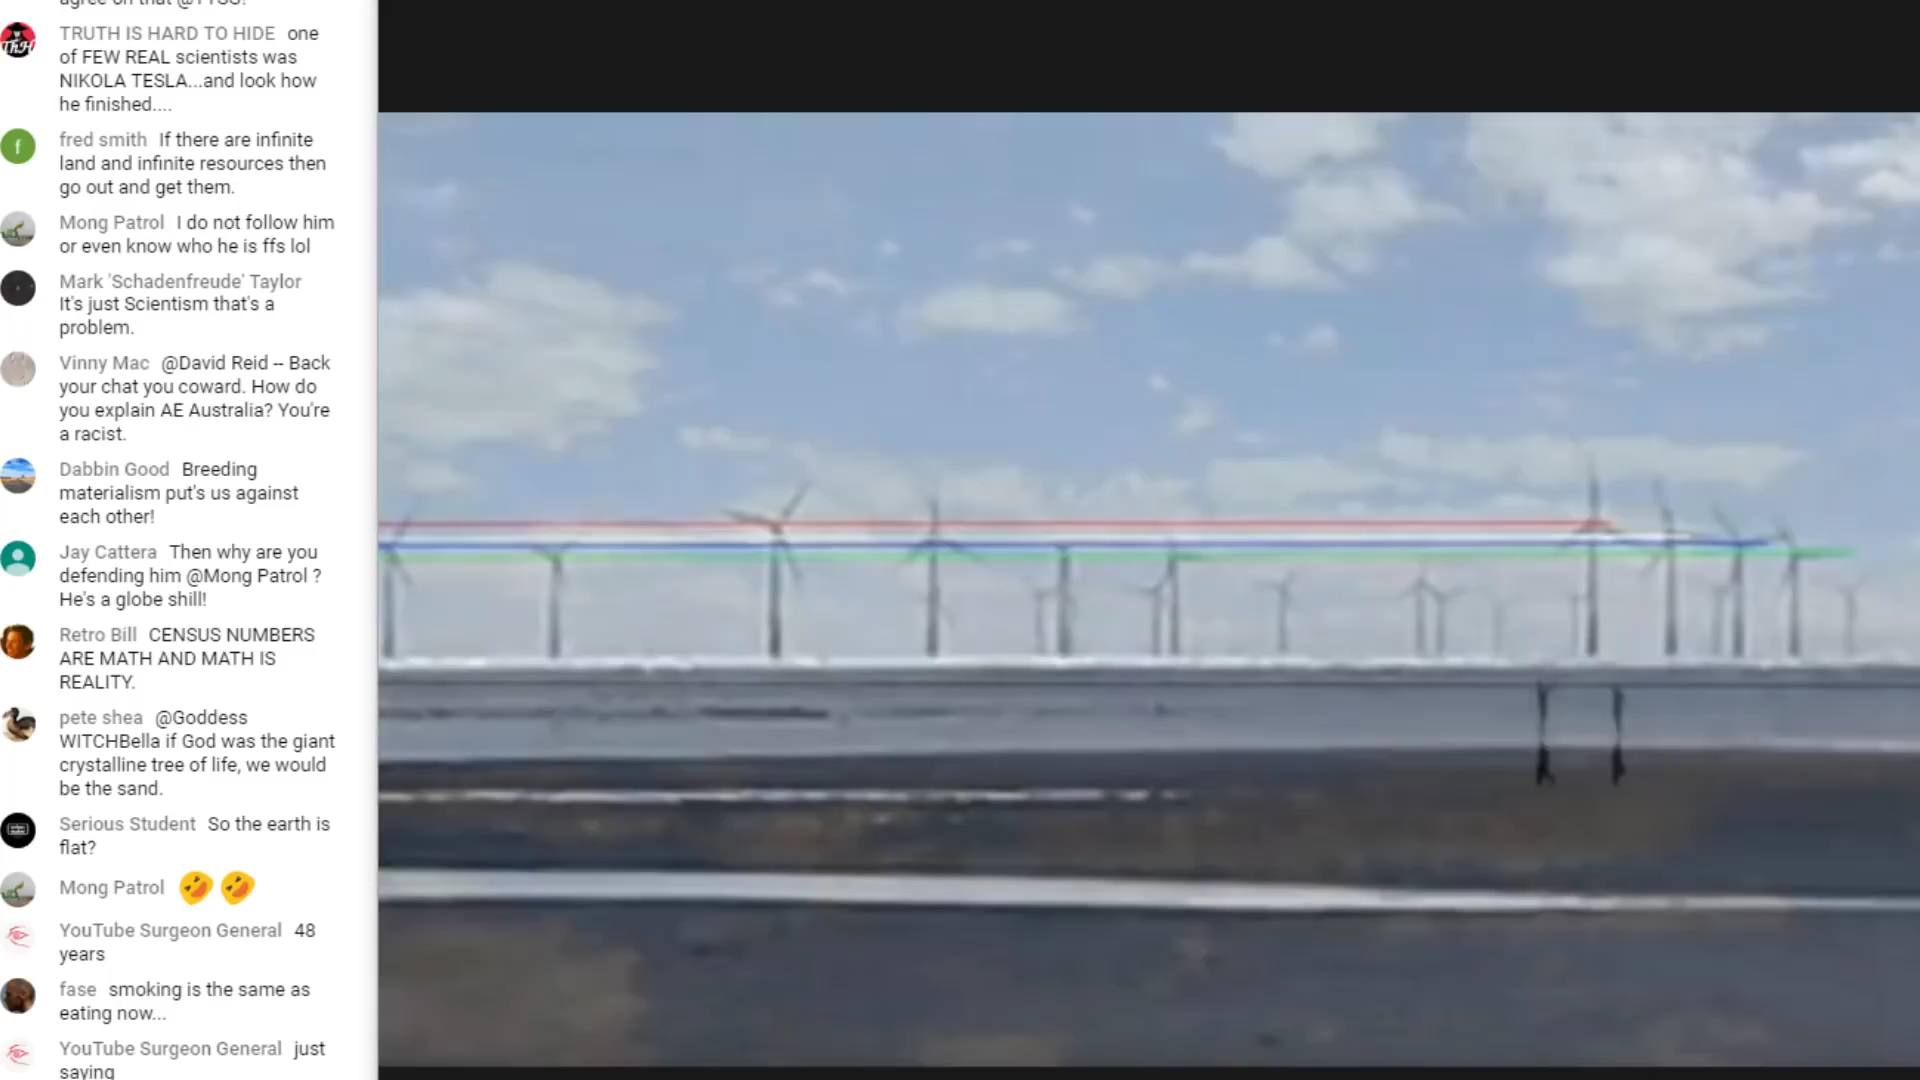 TRUTH IS HARD TO HIDE one
of FEW REAL scientists was
NIKOLA TESLA...and look how
he finished....
f
fred smith If there are infinite
land and infinite resources then
go out and get them.
Mong Patrol I do not follow him
or even know who he is ffs lol
Mark 'Schadenfreude' Taylor
It's just Scientism that's a
problem.
Vinny Mac @David Reid -- Back
your chat you coward. How do
you explain AE Australia? You're
a racist.
Dabbin Good Breeding
materialism put's us against
each other!
Jay Cattera Then why are you
defending him @Mong Patrol ?
He's a globe shill!
Retro Bill CENSUS NUMBERS
ARE MATH AND MATH IS
REALITY.
pete shea @Goddess
WITCHBella if God was the giant
crystalline tree of life, we would
be the sand.
Serious Student So the earth is
flat?
Mong Patrol 🤣🤣
YouTube Surgeon General 48
years
fase smoking is the same as
eating now...
YouTube Surgeon General just
saying